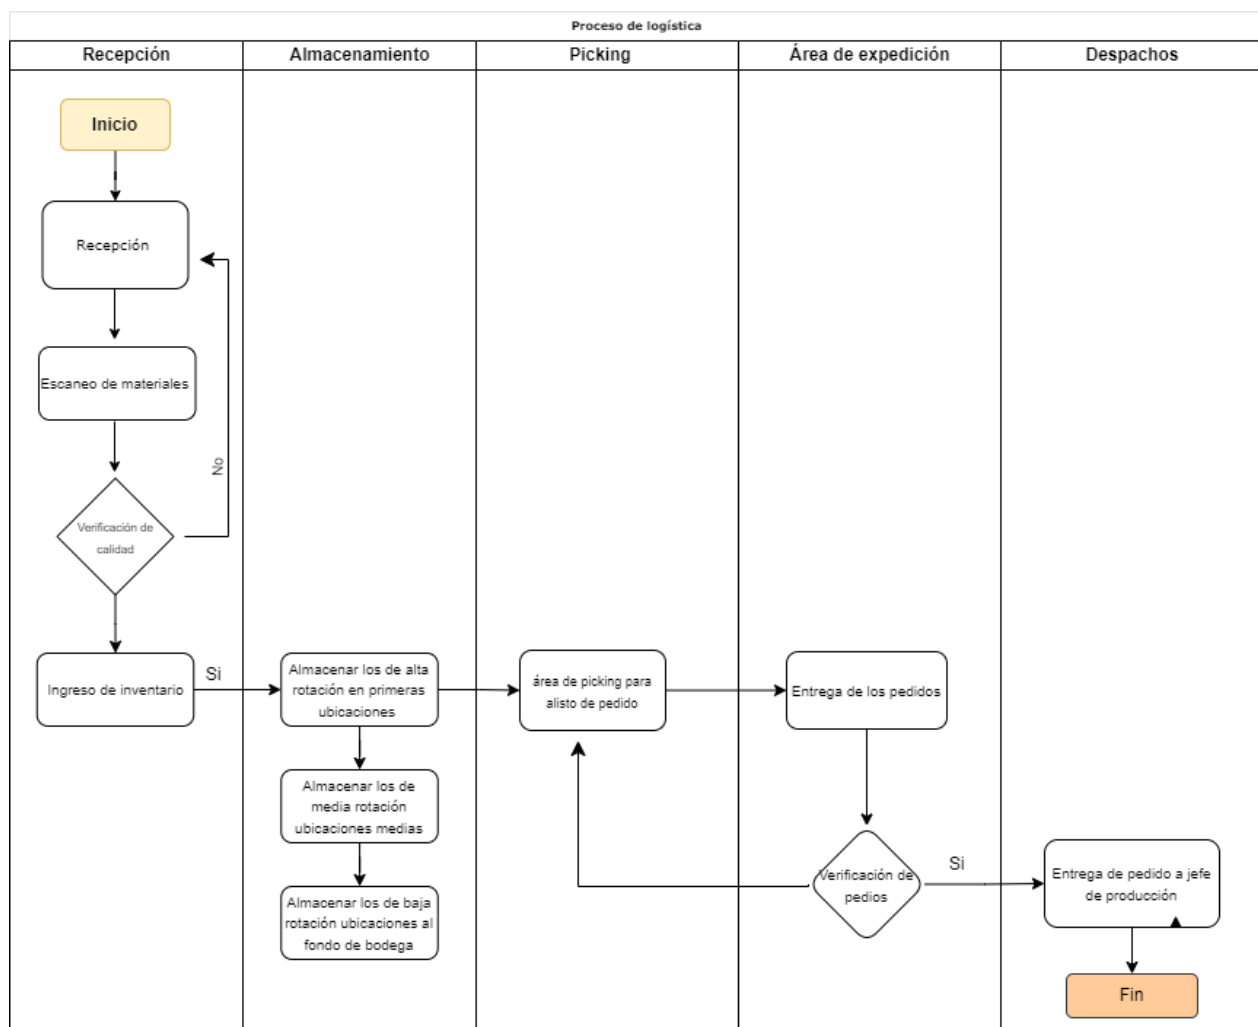 Proceso de logística
Recepción
Almacenamiento
Picking
Área de expedición
Despachos
Inicio
Recepción
Escaneo de materiales
No
Verificación de
calidad
Ingreso de inventario
Si
Almacenar los de alta
rotación en primeras
ubicaciones
Almacenar los de
media rotación
ubicaciones medias
Almacenar los de baja
rotación ubicaciones al
fondo de bodega
área de picking para
alisto de pedido
Entrega de los pedidos
Verificación de
pedios
Si
Entrega de pedido a jefe
de producción
Fin